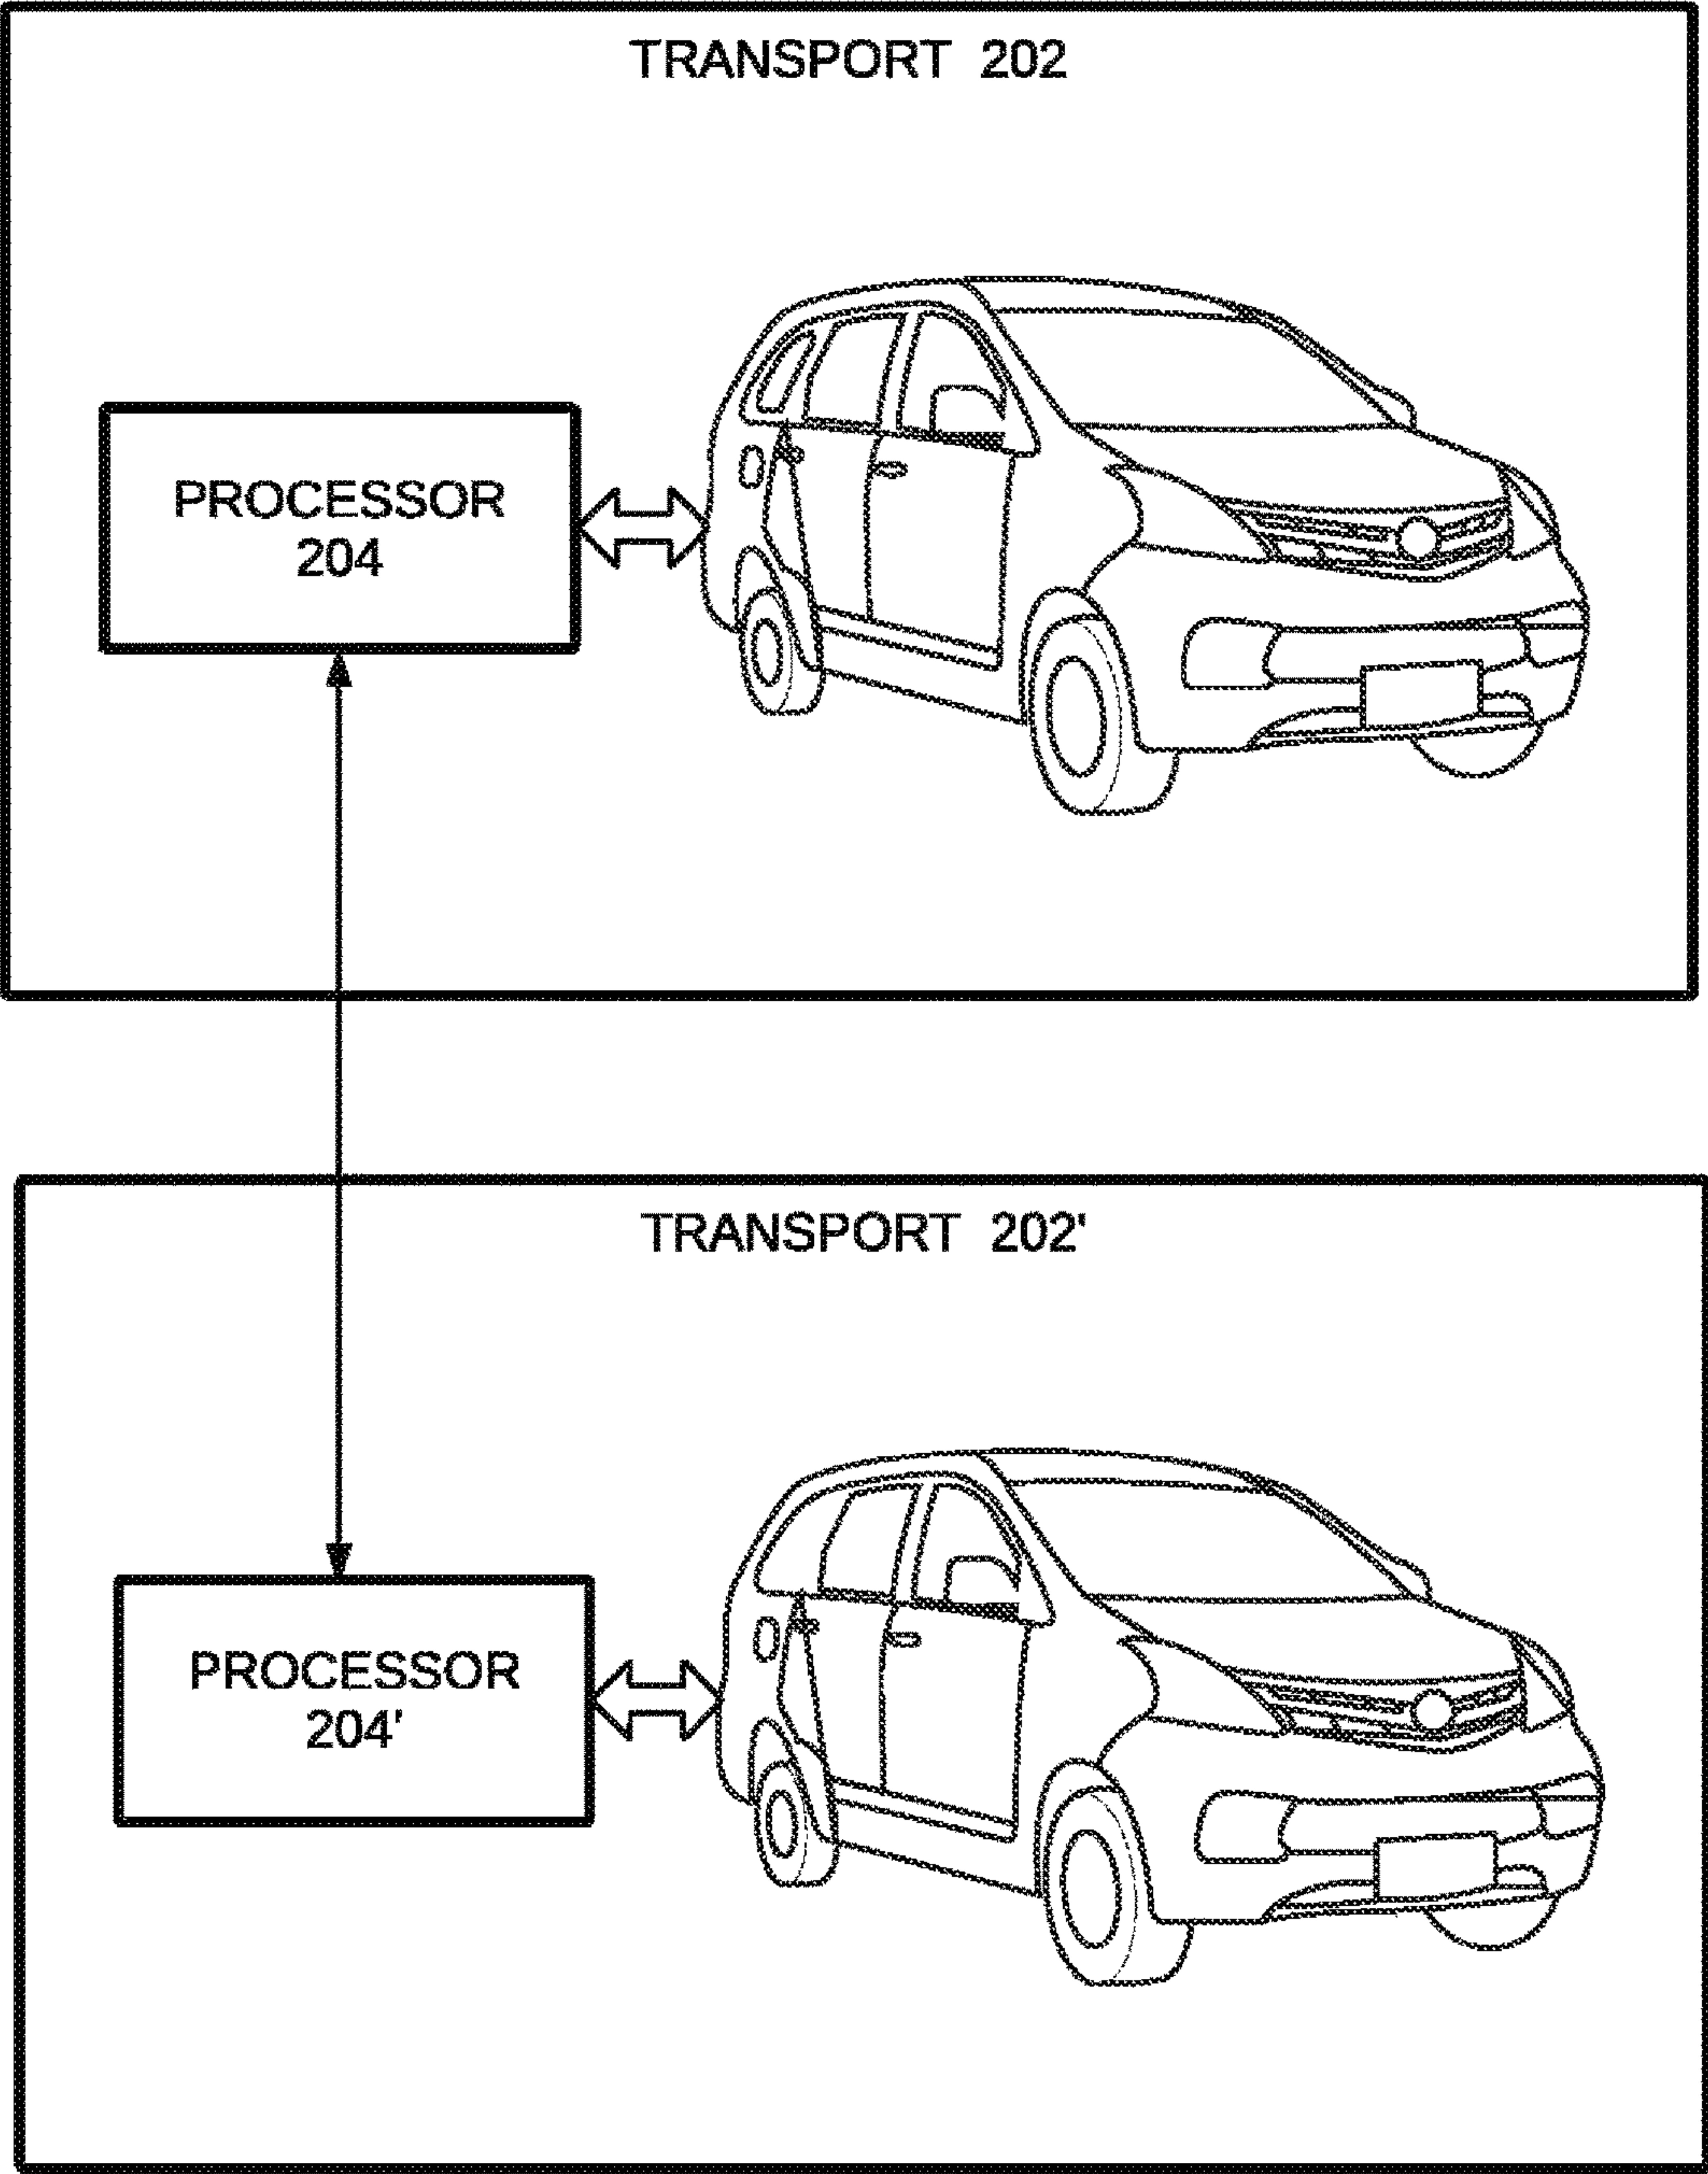 TRANSPORT 202
PROCESSOR
204
TRANSPORT 202'
PROCESSOR
204'